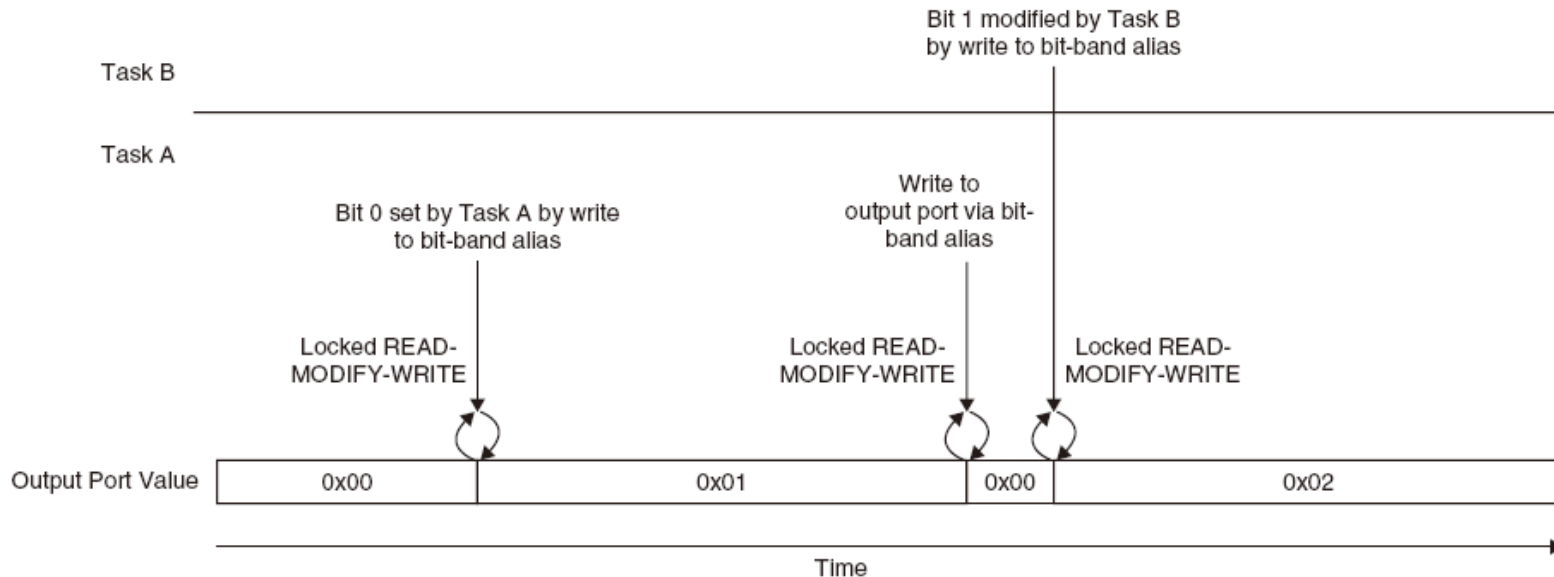 Bit 1 modified by Task B
by write to bit-band alias
Task B
Task A
Write to
output port via bit-
band alias
Bit 0 set by Task A by write
to bit-band alias
Locked READ-
MODIFY-WRITE
Locked READ-
MODIFY-WRITE
Locked READ-
MODIFY-WRITE
Output Port Value
0x00
0x01
0x00
0x02
Time